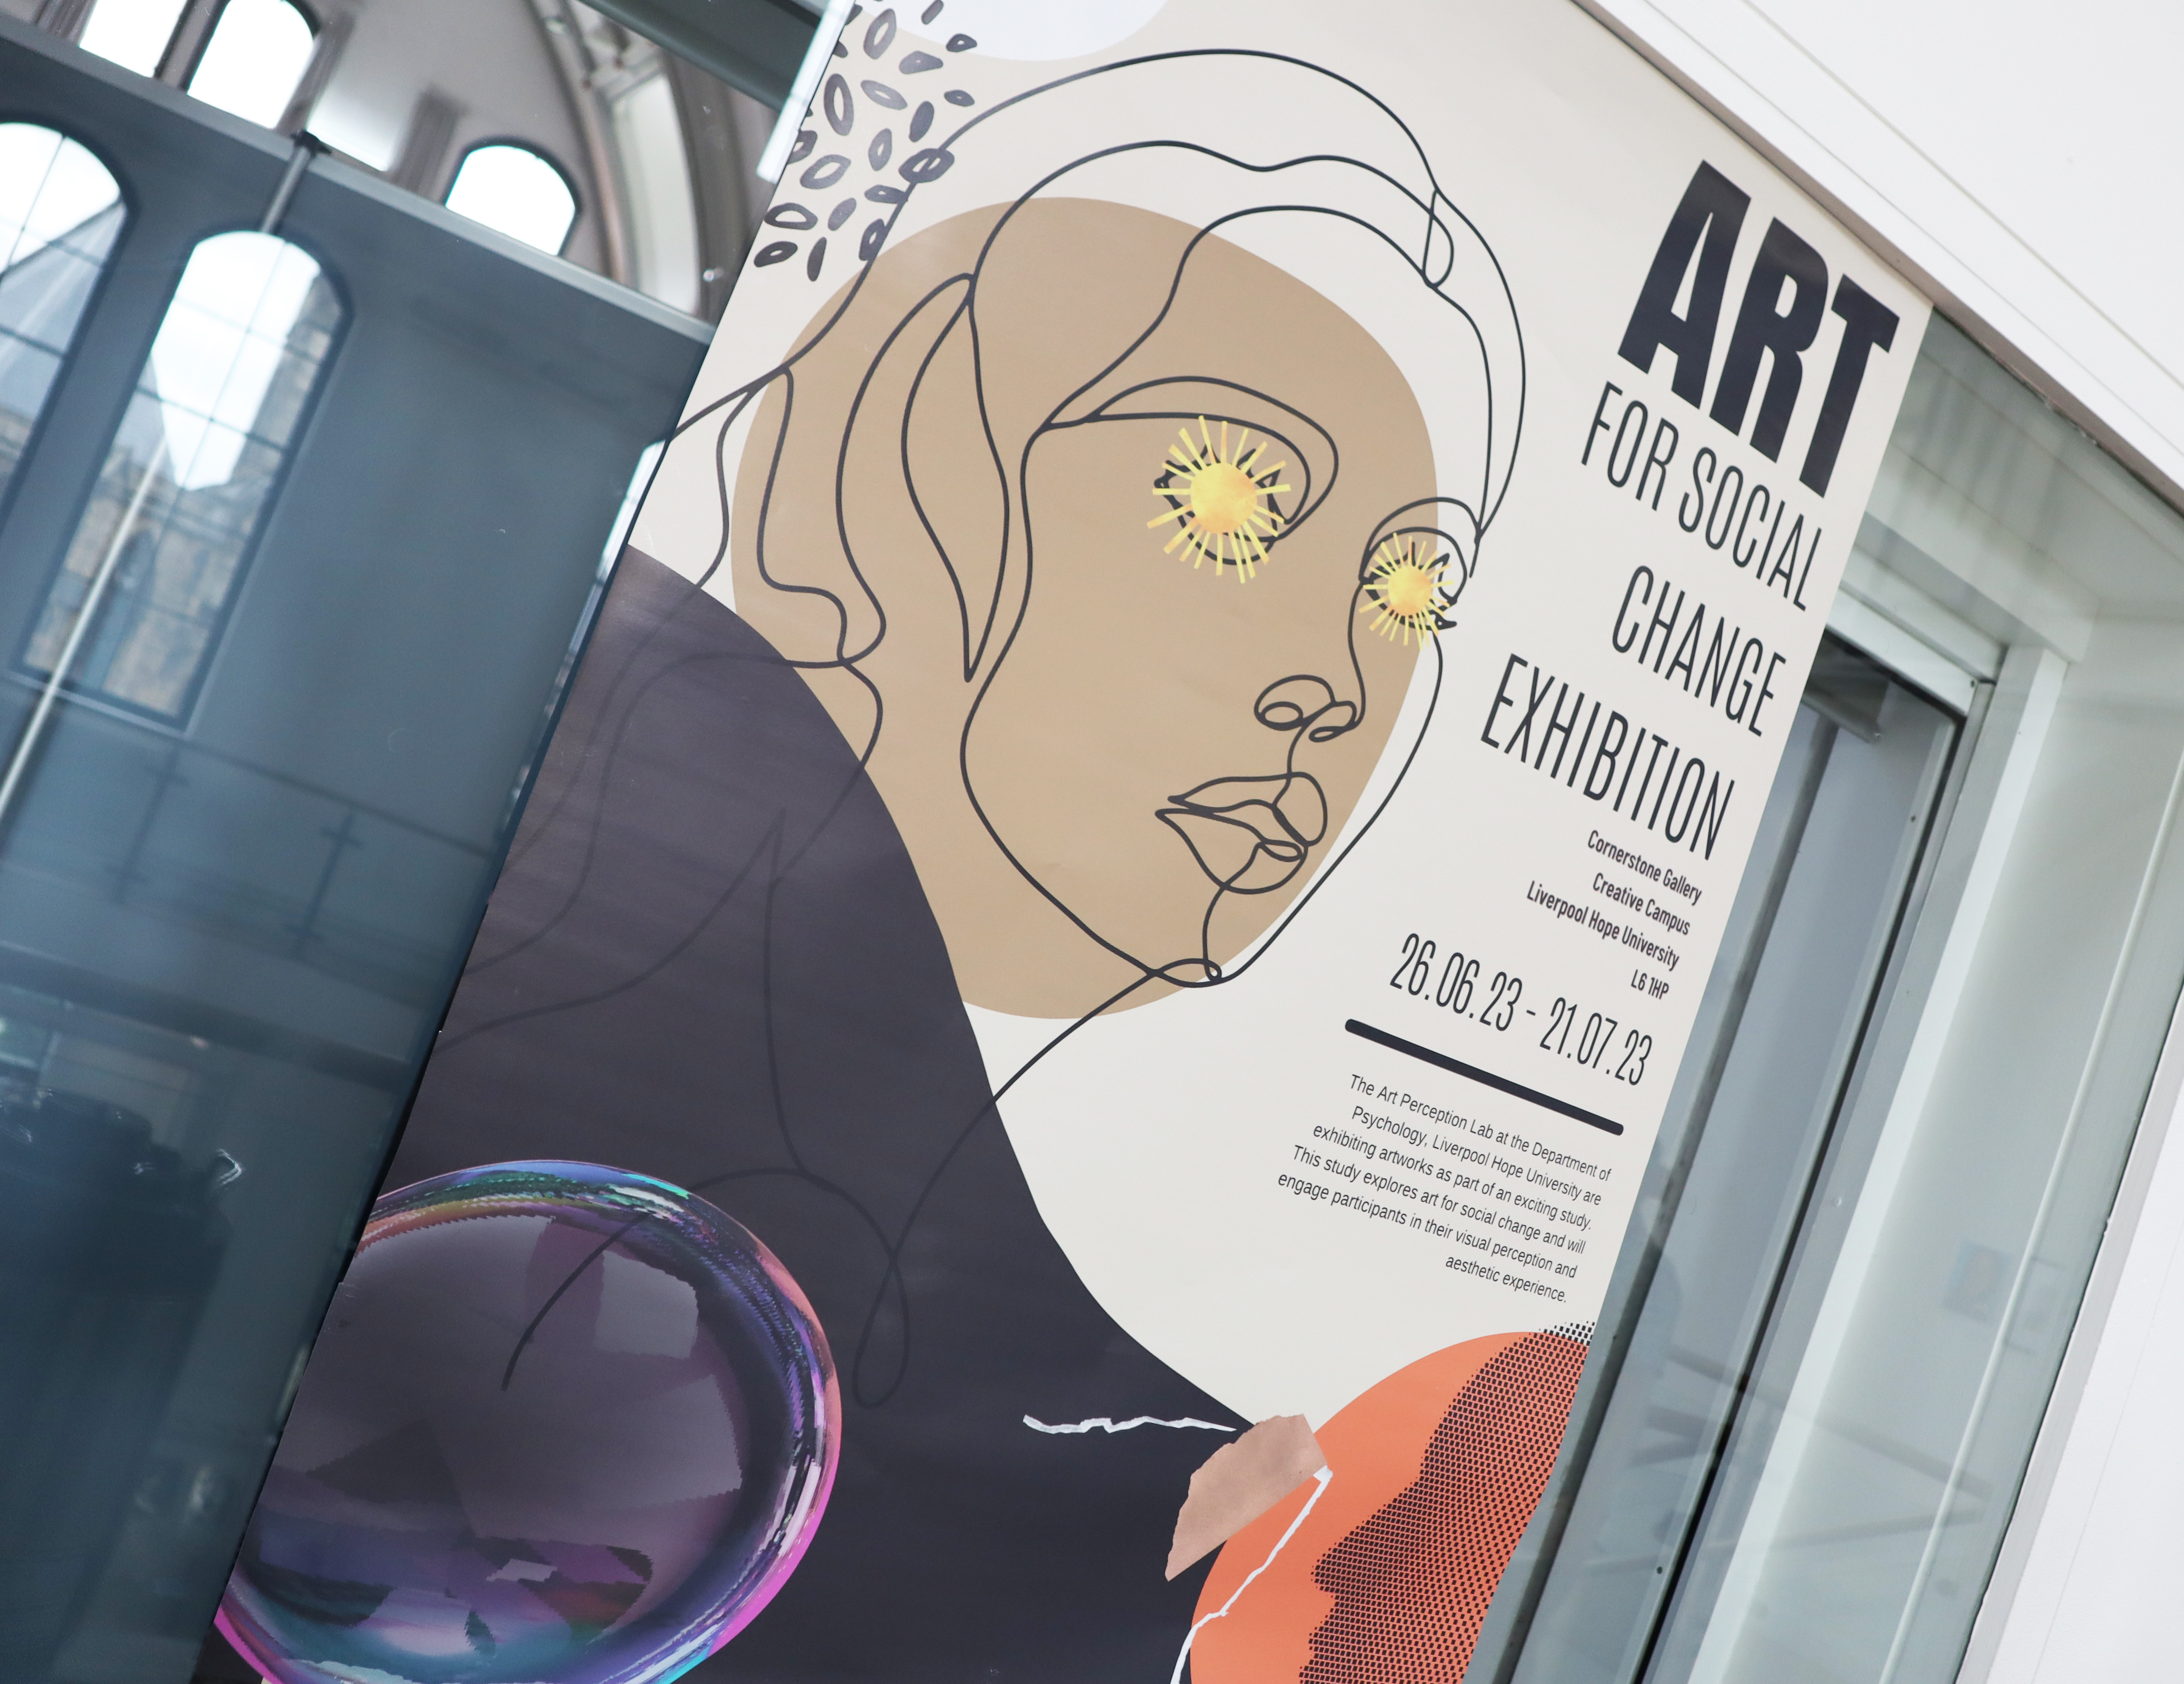 ART
FOR SOCIAL
CHANGE
EXHIBITION
Cornerstone Gallery
Creative Campus
Liverpool Hope University
L6 1HP
26.06.23 - 21.07.23
The Art Perception Lab at the Department of
Psychology, Liverpool Hope University are
exhibiting artworks as part of an exciting study.
This study explores art for social change and will
engage participants in their visual perception and
aesthetic experience.